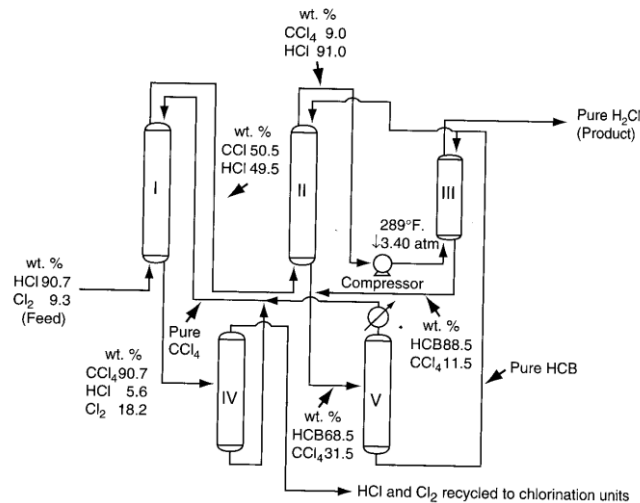 wt. %
CCl4 9.0
HCl 91.0
Pure H2Cl
(Product)
wt. %
CCl 50.5
HCl 49.5
I
II
III
289°F.
↓3.40 atm
Compressor
wt. %
HCl 90.7
Cl2 9.3
(Feed)
Pure
CCl4
wt. %
HCB88.5
CCl4 11.5
Pure HCB
wt. %
CCl4 90.7
HCl 5.6
Cl2 18.2
IV
V
wt. %
HCB68.5
CCl4 31.5
HCl and Cl2 recycled to chlorination units